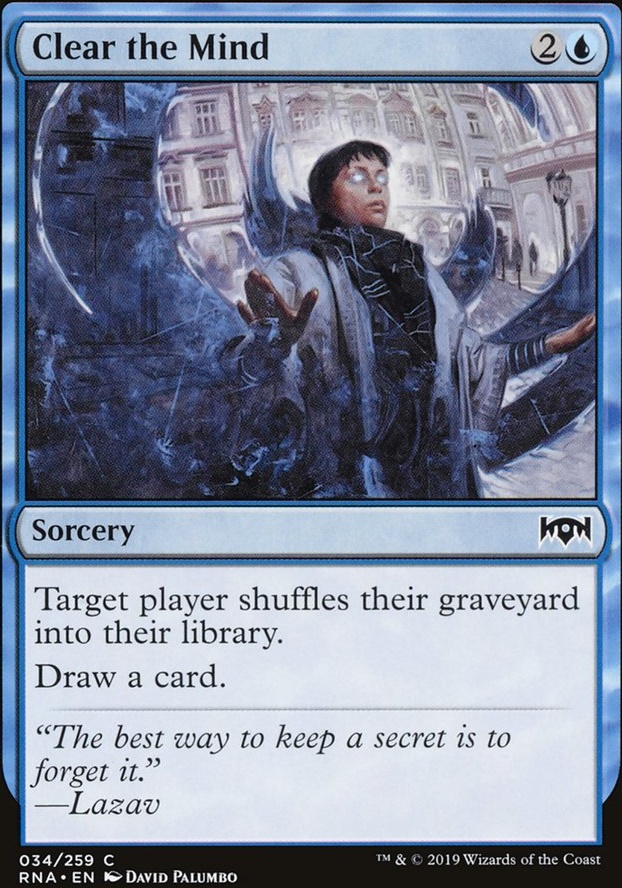 Clear the Mind 2
Sorcery
Target player shuffles their graveyard
into their library.
Draw a card.
“The best way to keep a secret is to
forget it.”
—Lazav
034/259 C
RNA • EN DAVID PALUMBO
™ & © 2019 Wizards of the Coast